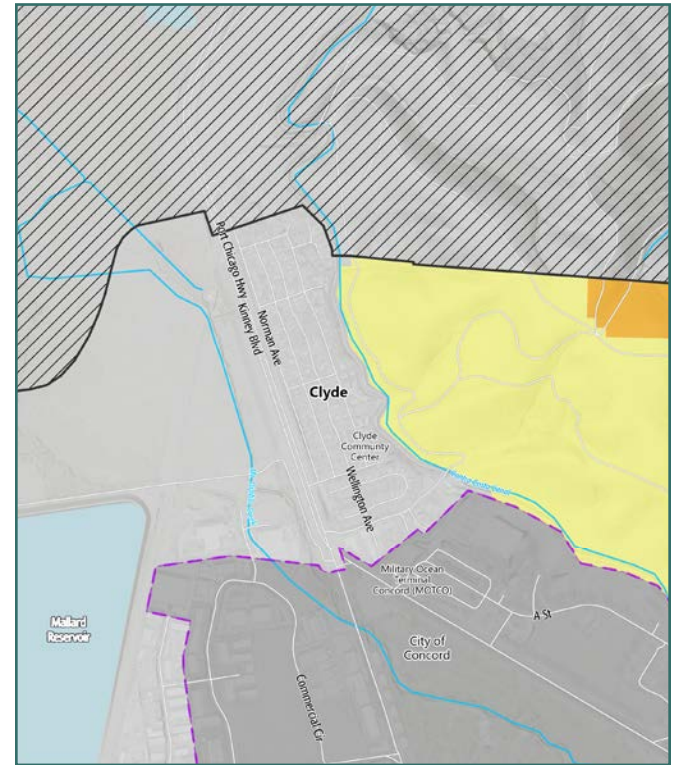 Port Chicago Hwy
Kinney Blvd
Norman Ave
Clyde
Clyde
Community
Center
Wellington Ave
Military Ocean
Terminal
Concord (MOTCO)
A St
City of
Concord
Mallard
Reservoir
Commercial Cir